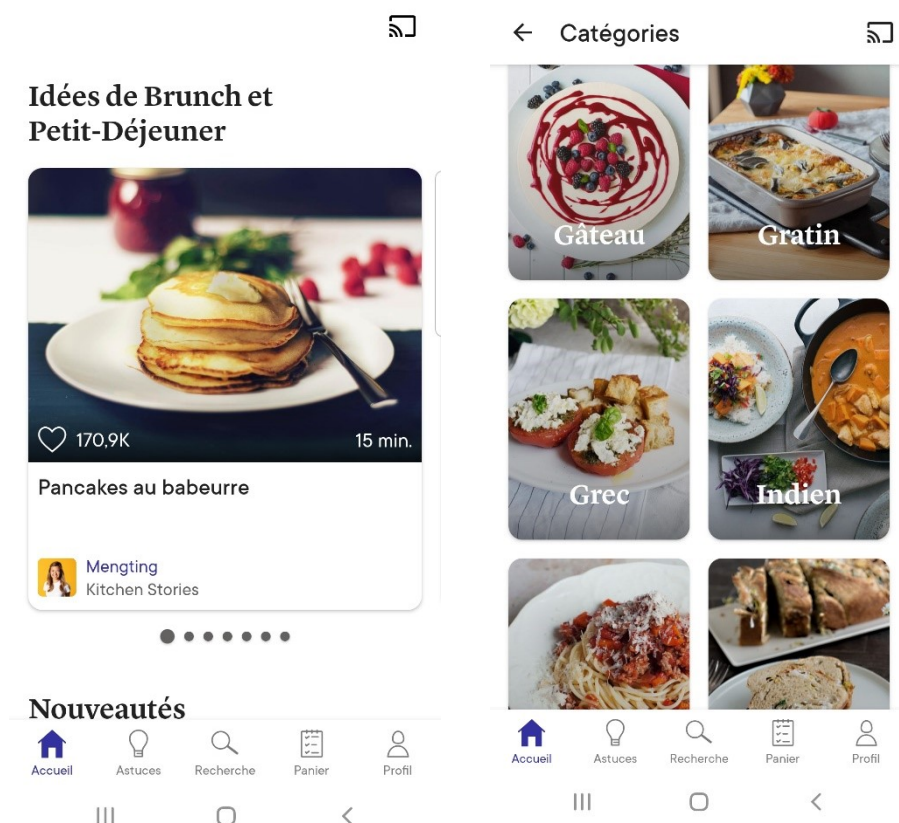 Idées de Brunch et
Petit-Déjeuner
170,9K
15 min.
Pancakes au babeurre
Mengting
Kitchen Stories
Nouveautés
Accueil
Astuces
Recherche
Panier
Profil
Catégories
Gâteau
Gratin
Grec
Indien
Accueil
Astuces
Recherche
Panier
Profil